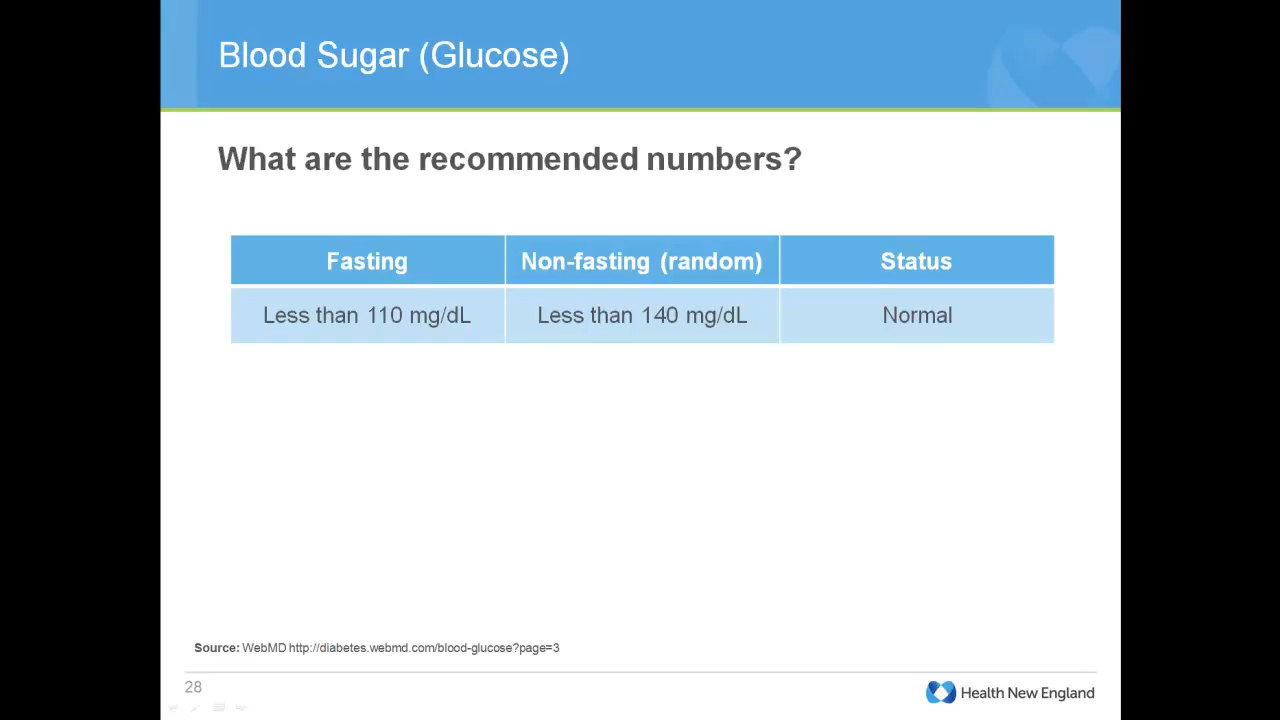 Blood Sugar (Glucose)
What are the recommended numbers?
Fasting Non-fasting (random) Status
Less than 110 mg/dL Less than 140 mg/dL Normal
Source: WebMD http://diabetes.webmd.com/blood-glucose?page=3
28
Health New England